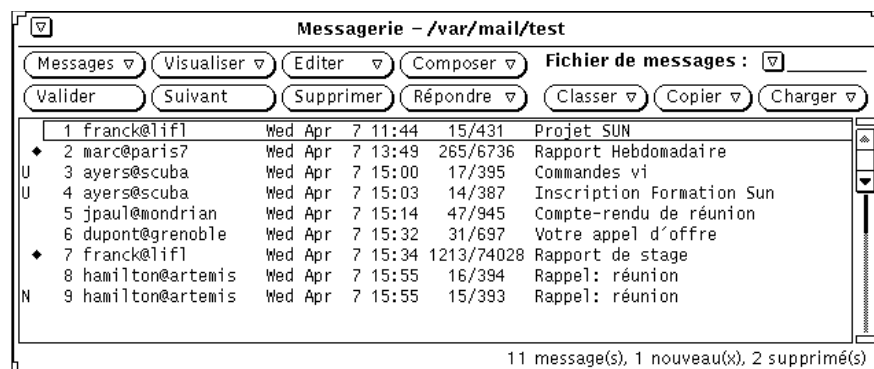 Messagerie – /var/mail/test
Messages Visualiser Editer Composer Fichier de messages :
Valider Suivant Supprimer Répondre Classer Copier Charger
1 franck@lifl Wed Apr 7 11:44 15/431 Projet SUN
2 marc@paris7 Wed Apr 7 13:49 265/6736 Rapport Hebdomadaire
U 3 ayers@scuba Wed Apr 7 15:00 17/395 Commandes vi
U 4 ayers@scuba Wed Apr 7 15:03 14/387 Inscription Formation Sun
5 jpaul@mondrian Wed Apr 7 15:14 47/945 Compte-rendu de réunion
6 dupont@grenoble Wed Apr 7 15:32 31/697 Votre appel d´offre
7 franck@lifl Wed Apr 7 15:34 1213/74028 Rapport de stage
8 hamilton@artemis Wed Apr 7 15:55 16/394 Rappel: réunion
N 9 hamilton@artemis Wed Apr 7 15:55 15/393 Rappel: réunion
11 message(s), 1 nouveau(x), 2 supprimé(s)